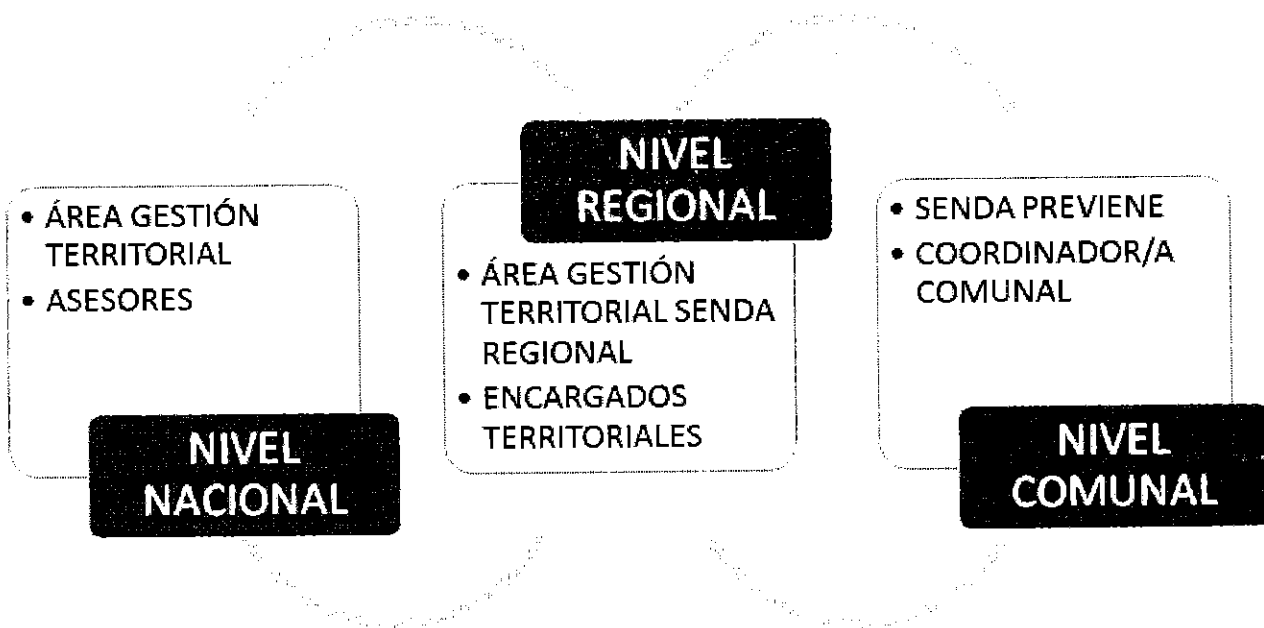 • ÁREA GESTIÓN
TERRITORIAL
• ASESORES
NIVEL
NACIONAL
NIVEL
REGIONAL
• ÁREA GESTIÓN
TERRITORIAL SENDA
REGIONAL
• ENCARGADOS
TERRITORIALES
• SENDA PREVIENE
• COORDINADOR/A
COMUNAL
NIVEL
COMUNAL